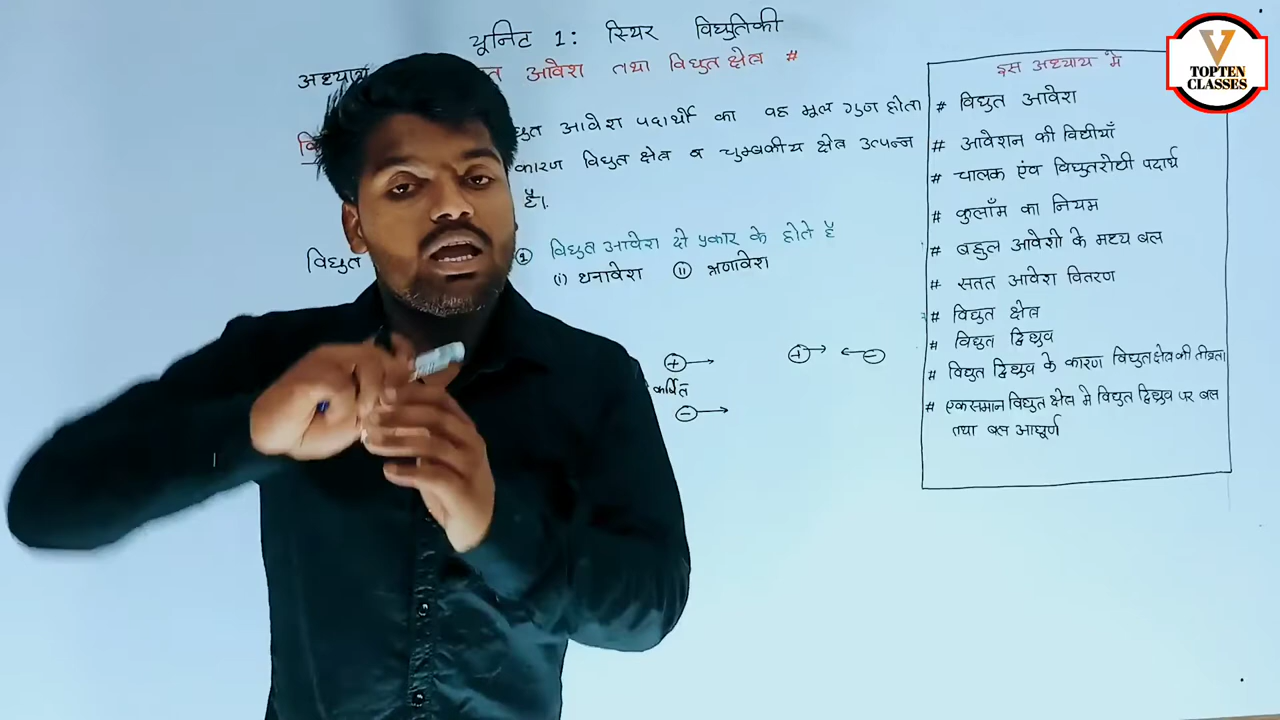 यूनिट 1: स्थिर विद्युतिकी
आवेश तथा विद्युत क्षेत्र #
आवेश पदार्थों का वह मूल गुण होता
कारण विद्युत क्षेत्र व चुम्बकीय क्षेत्र उत्पन्न
है।
विद्युत
① विद्युत आवेश दो प्रकार के होते है
(i) धनावेश (ii) ऋणावेश
+ + −
−
इस अध्याय में
# विद्युत आवेश
# आवेशन की विधीयाँ
# चालक एंव विद्युतरोधी पदार्थ
# कुलॉम का नियम
# बहुल आवेशो के मध्य बल
# सतत आवेश वितरण
# विद्युत क्षेत्र
# विद्युत द्विध्रुव
# विद्युत द्विध्रुव के कारण विद्युत क्षेत्र की तीव्रता
# एकसमान विद्युत क्षेत्र मे विद्युत द्विध्रुव पर बल
तथा बल आघूर्ण
V
TOPTEN
CLASSES